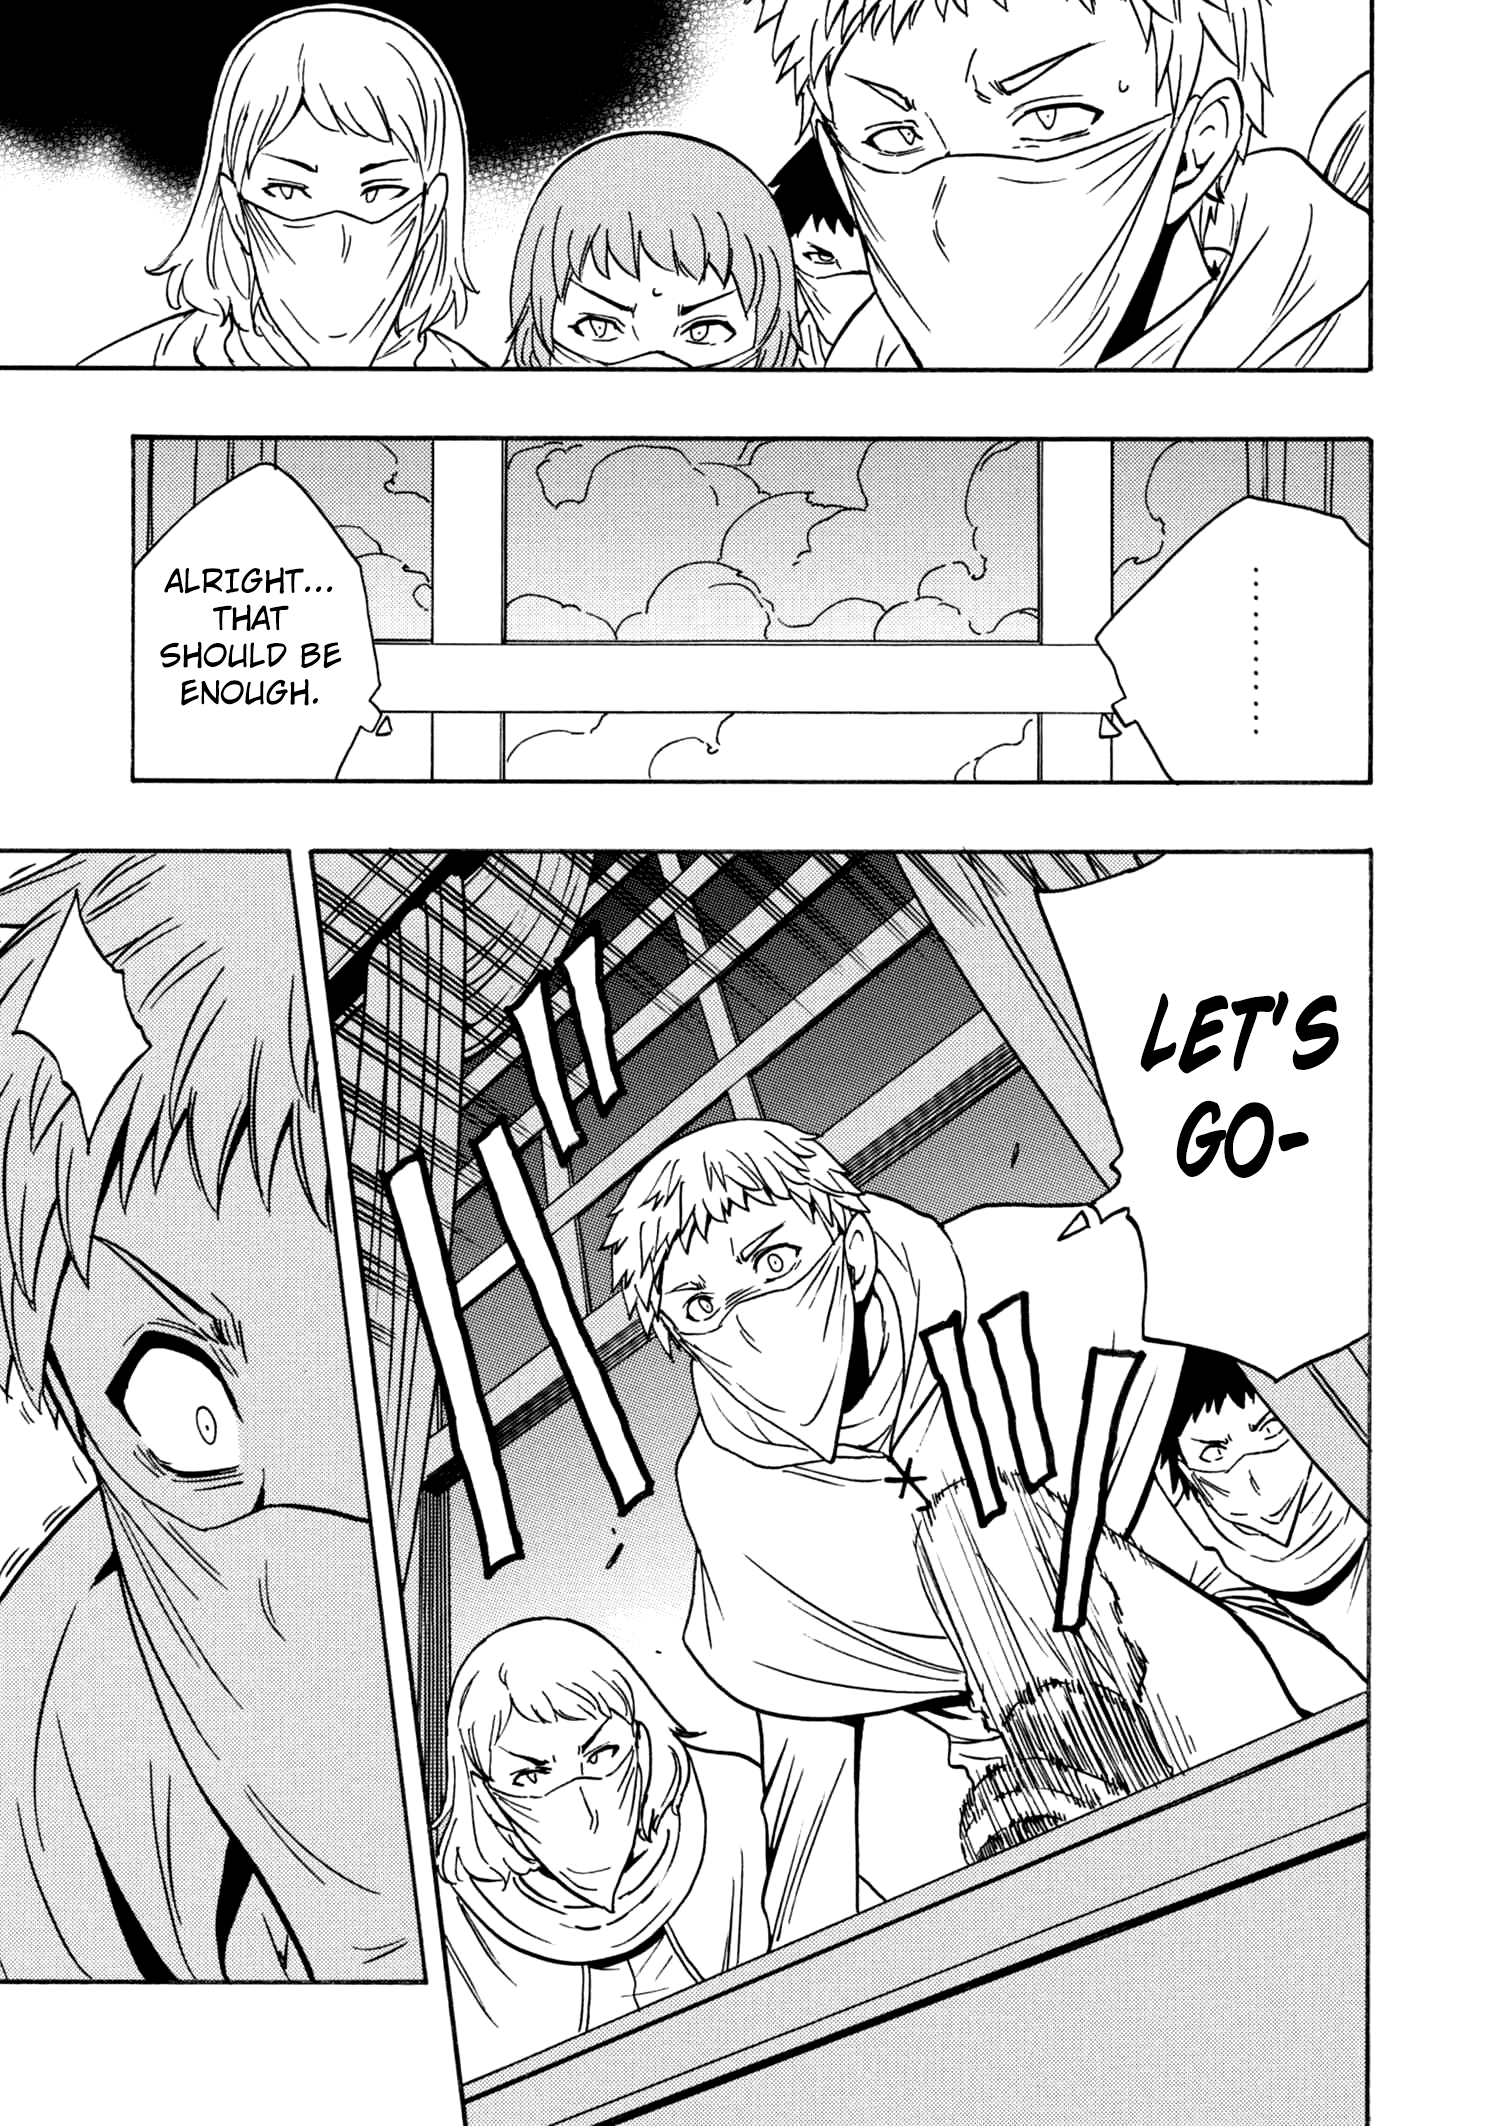 .........
ALRIGHT...
THAT
SHOULD BE
ENOUGH.
LET'S
GO-